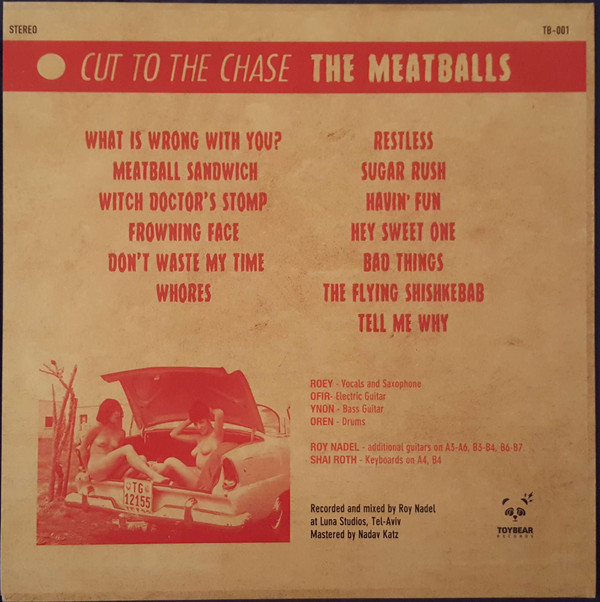 STEREO
TB-001
CUT TO THE CHASE THE MEATBALLS
WHAT IS WRONG WITH YOU?
MEATBALL SANDWICH
WITCH DOCTOR'S STOMP
FROWNING FACE
DON'T WASTE MY TIME
WHORES
RESTLESS
SUGAR RUSH
HAVIN' FUN
HEY SWEET ONE
BAD THINGS
THE FLYING SHISHKEBAB
TELL ME WHY
ROEY - Vocals and Saxophone
OFIR- Electric Guitar
YNON - Bass Guitar
OREN - Drums
ROY NADEL - additional guitars on A3-A6, B3-B4, B6-B7
SHAI ROTH - Keyboards on A4, B4
TG
12155
Recorded and mixed by Roy Nadel
at Luna Studios, Tel-Aviv
Mastered by Nadav Katz
TOYBEAR
RECORDS